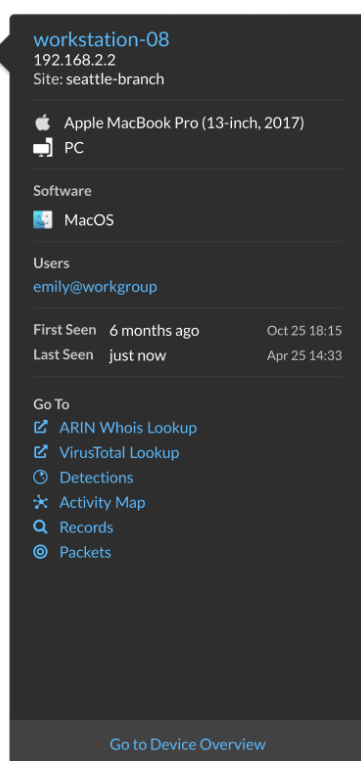 workstation-08
192.168.2.2
Site: seattle-branch
Apple MacBook Pro (13-inch, 2017)
PC
Software
MacOS
Users
emily@workgroup
First Seen 6 months ago Oct 25 18:15
Last Seen just now Apr 25 14:33
Go To
ARIN Whois Lookup
VirusTotal Lookup
Detections
Activity Map
Records
Packets
Go to Device Overview